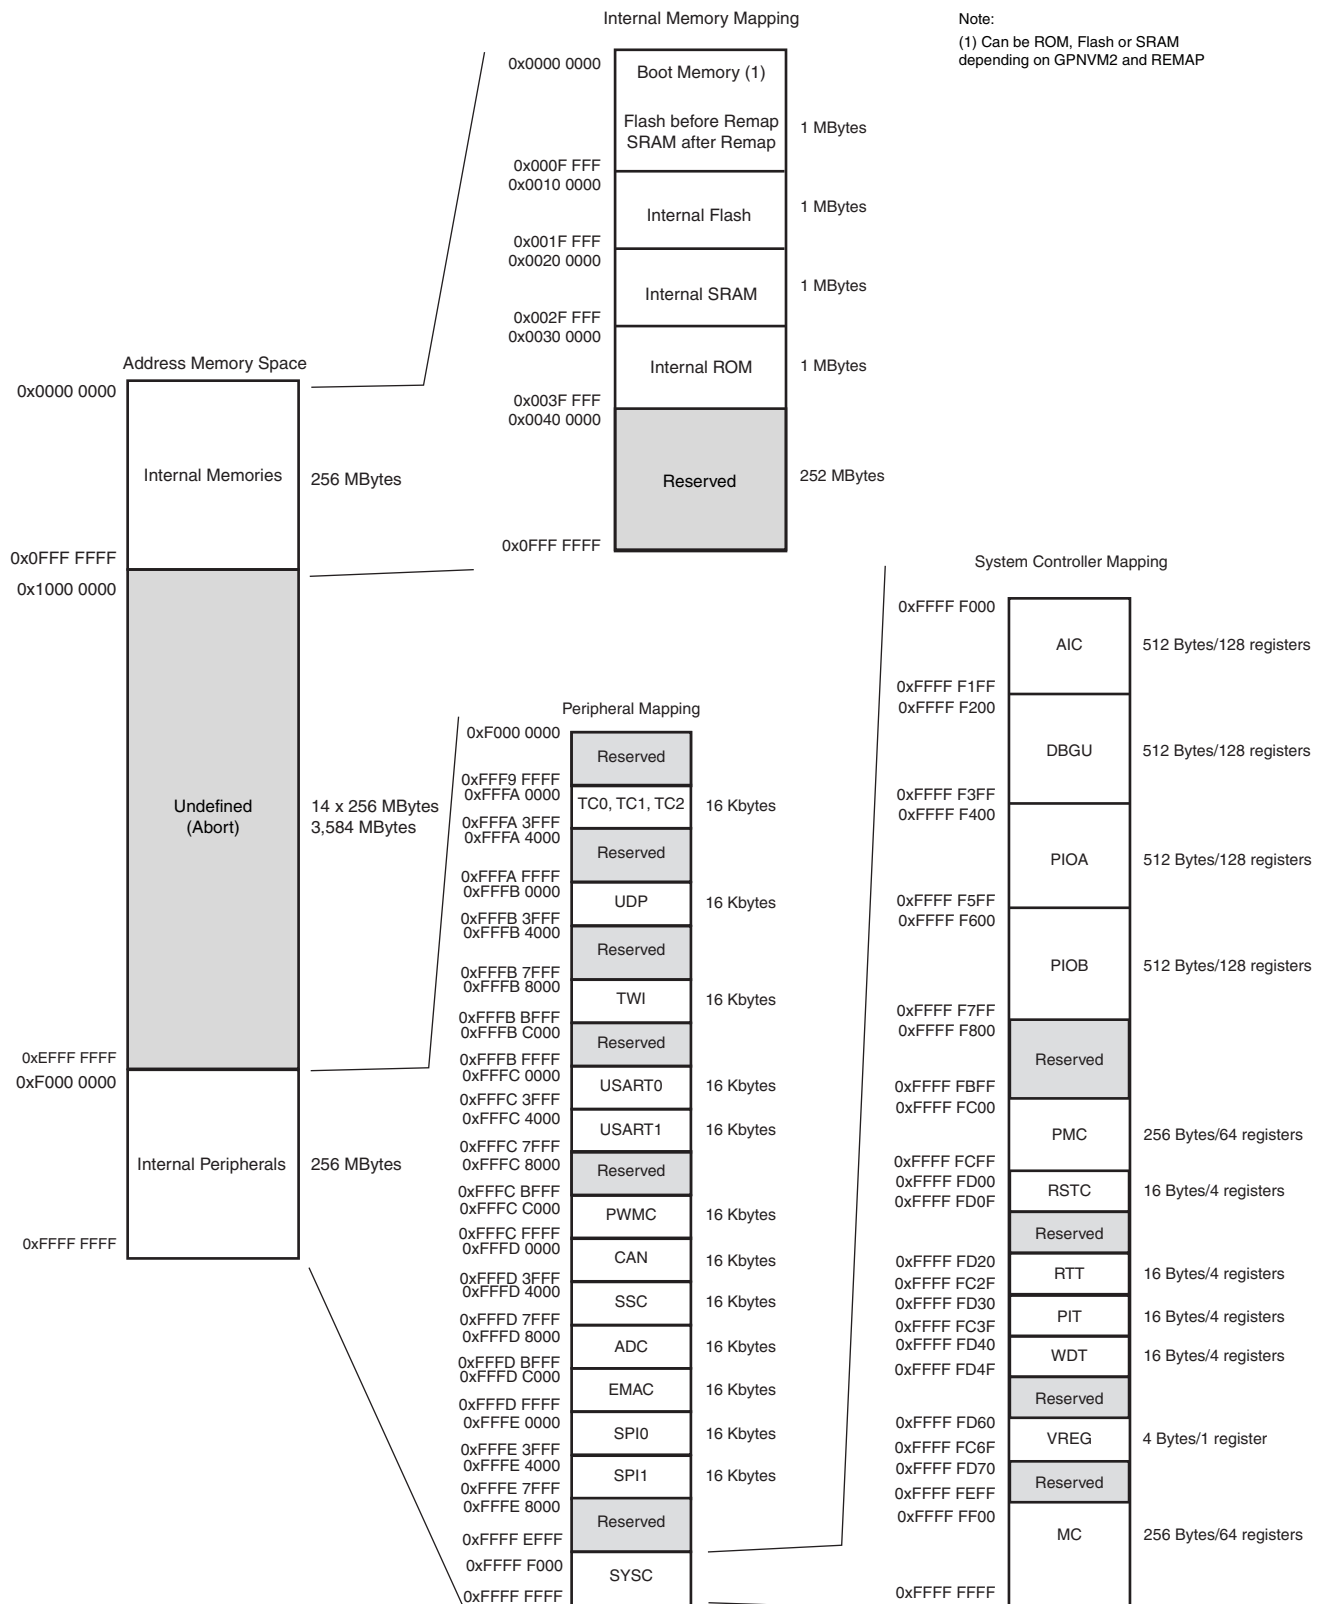 Internal Memory Mapping
Note:
(1) Can be ROM, Flash or SRAM
depending on GPNVM2 and REMAP
0x0000 0000
Boot Memory (1)
Flash before Remap
SRAM after Remap
1 MBytes
0x000F FFF
0x0010 0000
Internal Flash
1 MBytes
0x001F FFF
0x0020 0000
Internal SRAM
1 MBytes
0x002F FFF
0x0030 0000
Internal ROM
1 MBytes
0x003F FFF
0x0040 0000
Reserved
252 MBytes
0x0FFF FFFF
Address Memory Space
0x0000 0000
Internal Memories
256 MBytes
0x0FFF FFFF
0x1000 0000
Undefined
(Abort)
14 x 256 MBytes
3,584 MBytes
0xEFFF FFFF
0xF000 0000
Internal Peripherals
256 MBytes
0xFFFF FFFF
Peripheral Mapping
0xF000 0000
Reserved
0xFFF9 FFFF
0xFFFA 0000
TC0, TC1, TC2
16 Kbytes
0xFFFA 3FFF
0xFFFA 4000
Reserved
0xFFFA FFFF
0xFFFB 0000
UDP
16 Kbytes
0xFFFB 3FFF
0xFFFB 4000
Reserved
0xFFFB 7FFF
0xFFFB 8000
TWI
16 Kbytes
0xFFFB BFFF
0xFFFB C000
Reserved
0xFFFB FFFF
0xFFFC 0000
USART0
16 Kbytes
0xFFFC 3FFF
0xFFFC 4000
USART1
16 Kbytes
0xFFFC 7FFF
0xFFFC 8000
Reserved
0xFFFC BFFF
0xFFFC C000
PWMC
16 Kbytes
0xFFFC FFFF
0xFFFD 0000
CAN
16 Kbytes
0xFFFD 3FFF
0xFFFD 4000
SSC
16 Kbytes
0xFFFD 7FFF
0xFFFD 8000
ADC
16 Kbytes
0xFFFD BFFF
0xFFFD C000
EMAC
16 Kbytes
0xFFFD FFFF
0xFFFE 0000
SPI0
16 Kbytes
0xFFFE 3FFF
0xFFFE 4000
SPI1
16 Kbytes
0xFFFE 7FFF
0xFFFE 8000
Reserved
0xFFFF EFFF
0xFFFF F000
SYSC
0xFFFF FFFF
System Controller Mapping
0xFFFF F000
AIC
512 Bytes/128 registers
0xFFFF F1FF
0xFFFF F200
DBGU
512 Bytes/128 registers
0xFFFF F3FF
0xFFFF F400
PIOA
512 Bytes/128 registers
0xFFFF F5FF
0xFFFF F600
PIOB
512 Bytes/128 registers
0xFFFF F7FF
0xFFFF F800
Reserved
0xFFFF FBFF
0xFFFF FC00
PMC
256 Bytes/64 registers
0xFFFF FCFF
0xFFFF FD00
RSTC
16 Bytes/4 registers
0xFFFF FD0F
Reserved
0xFFFF FD20
RTT
16 Bytes/4 registers
0xFFFF FC2F
0xFFFF FD30
PIT
16 Bytes/4 registers
0xFFFF FC3F
0xFFFF FD40
WDT
16 Bytes/4 registers
0xFFFF FD4F
Reserved
0xFFFF FD60
VREG
4 Bytes/1 register
0xFFFF FC6F
0xFFFF FD70
Reserved
0xFFFF FEFF
0xFFFF FF00
MC
256 Bytes/64 registers
0xFFFF FFFF